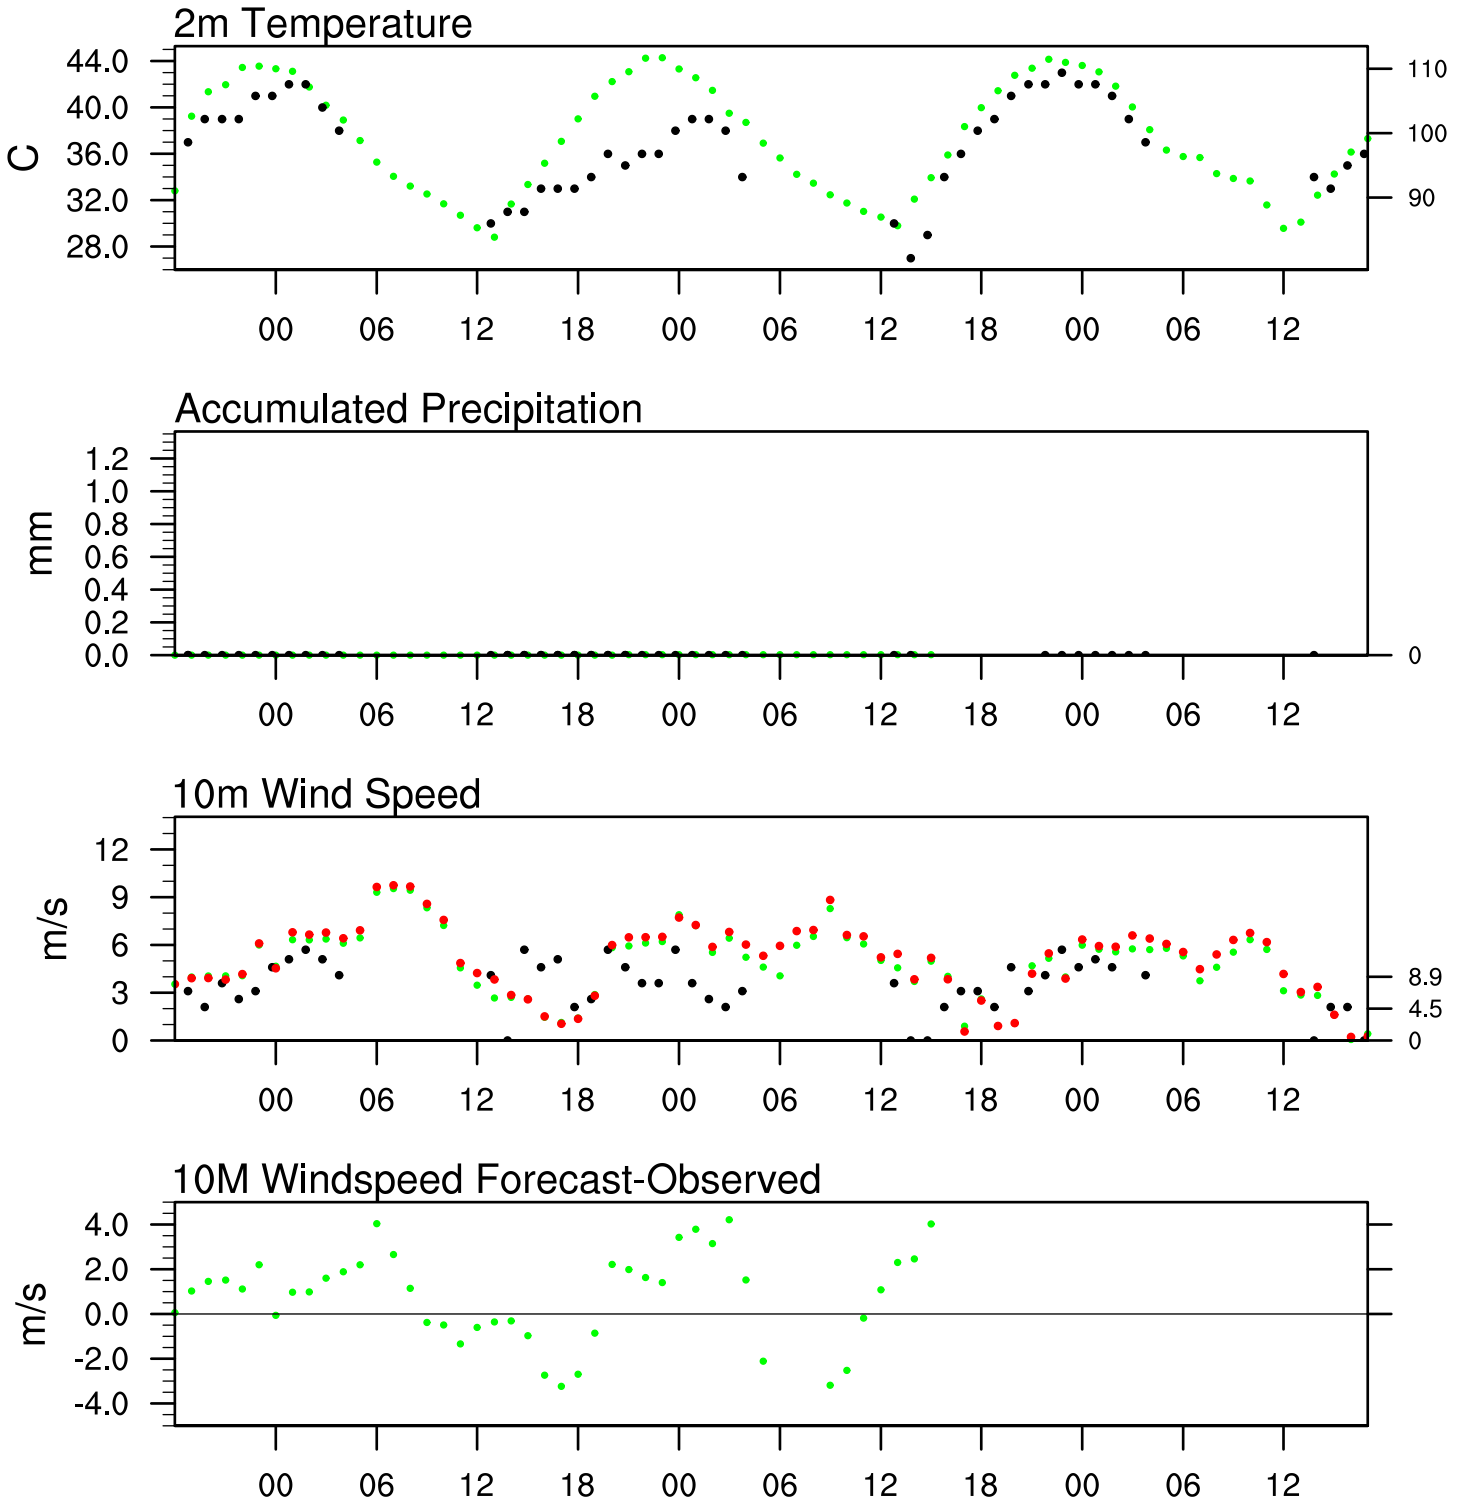 2m Temperature
44.0
40.0
36.0
32.0
28.0
C
110
100
90
00 06 12 18 00 06 12 18 00 06 12
Accumulated Precipitation
1.2
1.0
0.8
0.6
0.4
0.2
0.0
mm
0
00 06 12 18 00 06 12 18 00 06 12
10m Wind Speed
12
9
6
3
0
m/s
8.9
4.5
0
00 06 12 18 00 06 12 18 00 06 12
10M Windspeed Forecast-Observed
4.0
2.0
0.0
-2.0
-4.0
m/s
00 06 12 18 00 06 12 18 00 06 12